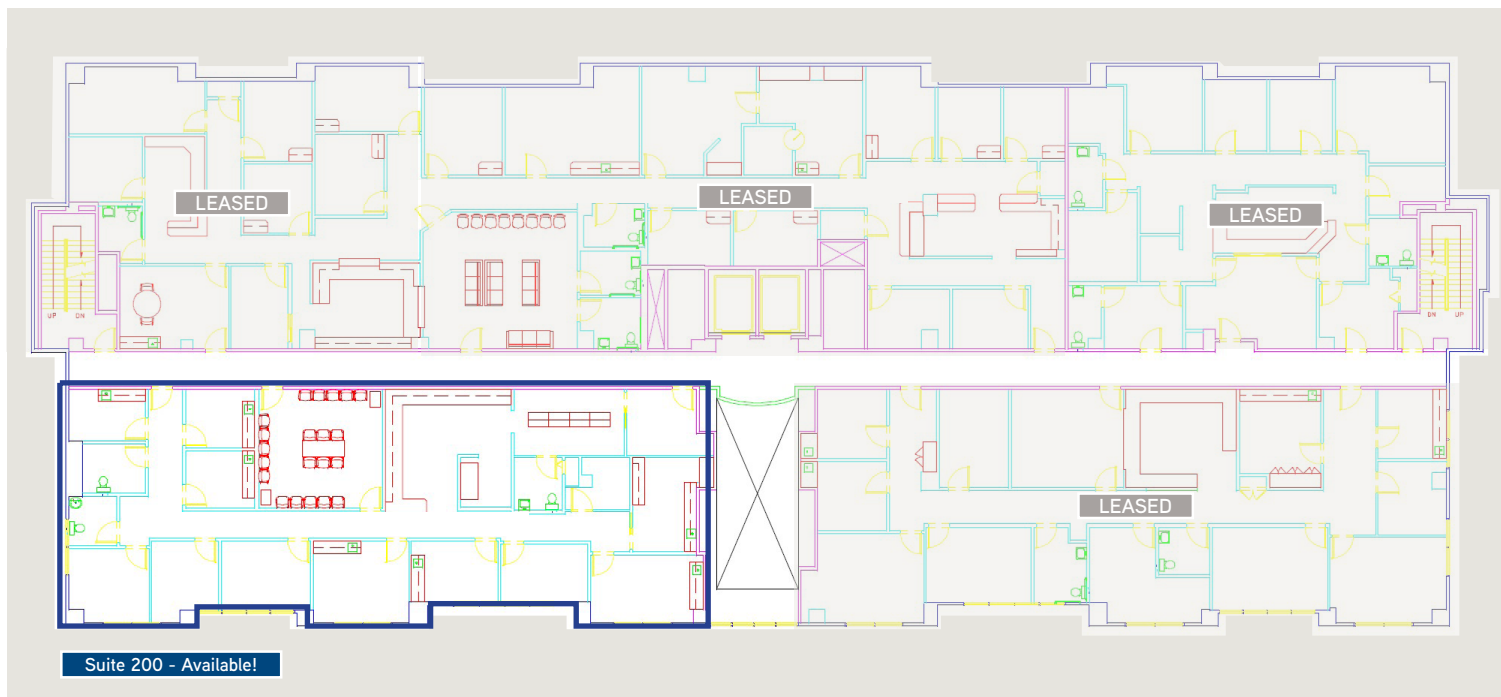 LEASED
LEASED
LEASED
UP DN
DN UP
LEASED
Suite 200 - Available!